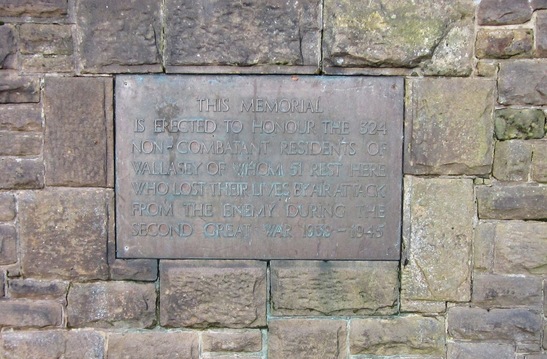 THIS MEMORIAL
IS ERECTED TO HONOUR THE 324
NON-COMBATANT RESIDENTS OF
WALLASEY OF WHOM 51 REST HERE
WHO LOST THEIR LIVES BY AIR ATTACK
FROM THE ENEMY DURING THE
SECOND GREAT WAR 1939-1945